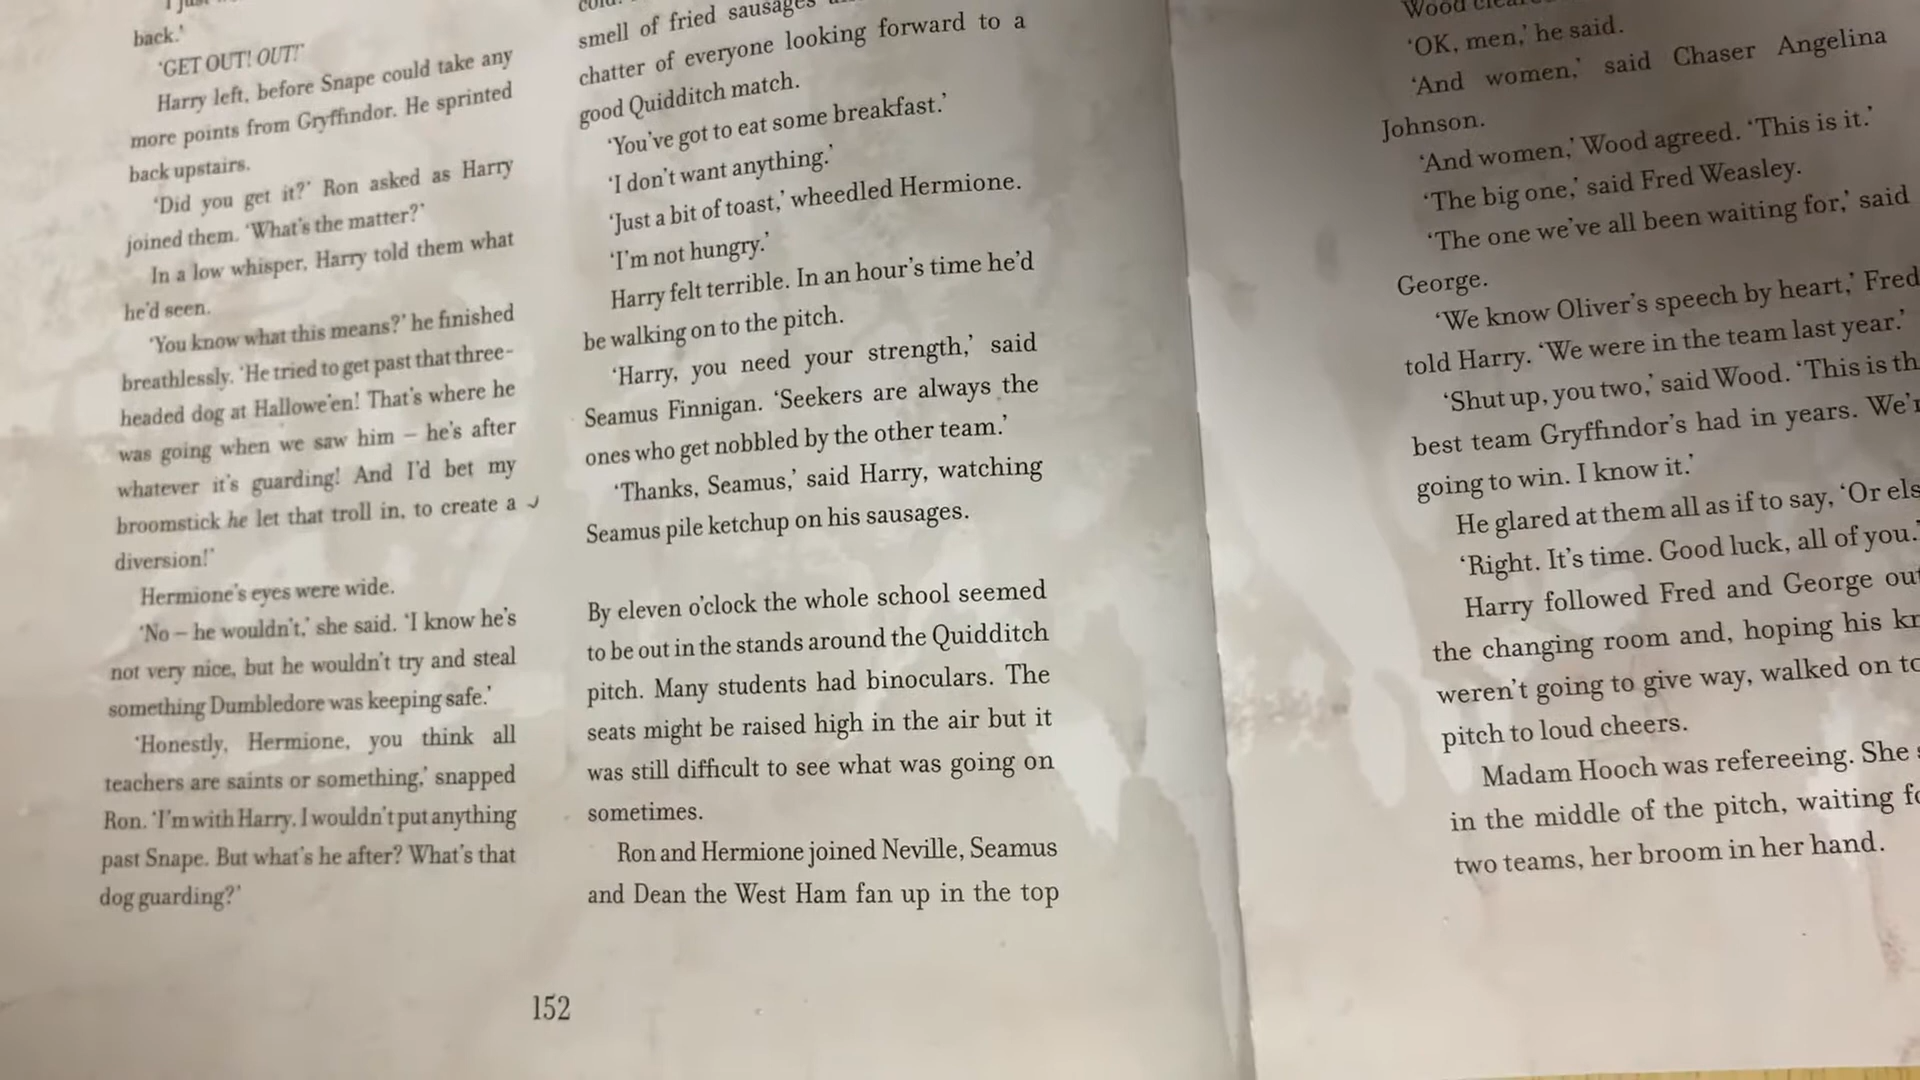 back.'
'GET OUT! OUT!'
Harry left, before Snape could take any
more points from Gryffindor. He sprinted
back upstairs.
'Did you get it?' Ron asked as Harry
joined them. 'What's the matter?'
In a low whisper, Harry told them what
he'd seen.
'You know what this means?' he finished
breathlessly. 'He tried to get past that three-
headed dog at Hallowe'en! That's where he
was going when we saw him – he's after
whatever it's guarding! And I'd bet my
broomstick he let that troll in, to create a
diversion!'
Hermione's eyes were wide.
'No – he wouldn't,' she said. 'I know he's
not very nice, but he wouldn't try and steal
something Dumbledore was keeping safe.'
'Honestly, Hermione, you think all
teachers are saints or something,' snapped
Ron. 'I'm with Harry. I wouldn't put anything
past Snape. But what's he after? What's that
dog guarding?'
smell of fried sausages
chatter of everyone looking forward to a
good Quidditch match.
'You've got to eat some breakfast.'
'I don't want anything.'
'Just a bit of toast,' wheedled Hermione.
'I'm not hungry.'
Harry felt terrible. In an hour's time he'd
be walking on to the pitch.
'Harry, you need your strength,' said
Seamus Finnigan. 'Seekers are always the
ones who get nobbled by the other team.'
'Thanks, Seamus,' said Harry, watching
Seamus pile ketchup on his sausages.
By eleven o'clock the whole school seemed
to be out in the stands around the Quidditch
pitch. Many students had binoculars. The
seats might be raised high in the air but it
was still difficult to see what was going on
sometimes.
Ron and Hermione joined Neville, Seamus
and Dean the West Ham fan up in the top
152
Wood
'OK, men,' he said.
'And women,' said Chaser Angelina
Johnson.
'And women,' Wood agreed. 'This is it.'
'The big one,' said Fred Weasley.
'The one we've all been waiting for,' said
George.
'We know Oliver's speech by heart,' Fred
told Harry. 'We were in the team last year.'
'Shut up, you two,' said Wood. 'This is th
best team Gryffindor's had in years. We'r
going to win. I know it.'
He glared at them all as if to say, 'Or els
'Right. It's time. Good luck, all of you.'
Harry followed Fred and George out
the changing room and, hoping his kn
weren't going to give way, walked on to
pitch to loud cheers.
Madam Hooch was refereeing. She s
in the middle of the pitch, waiting fo
two teams, her broom in her hand.